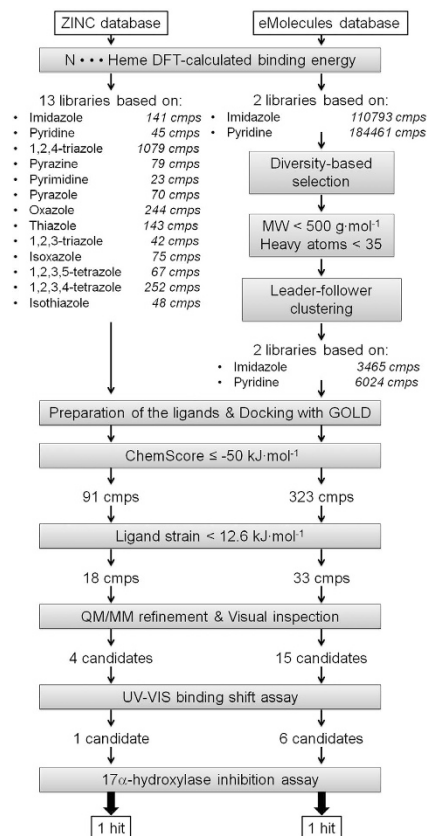 ZINC database
eMolecules database
N • • • Heme DFT-calculated binding energy
13 libraries based on:
• Imidazole 141 cmps
• Pyridine 45 cmps
• 1,2,4-triazole 1079 cmps
• Pyrazine 79 cmps
• Pyrimidine 23 cmps
• Pyrazole 70 cmps
• Oxazole 244 cmps
• Thiazole 143 cmps
• 1,2,3-triazole 42 cmps
• Isoxazole 75 cmps
• 1,2,3,5-tetrazole 67 cmps
• 1,2,3,4-tetrazole 252 cmps
• Isothiazole 48 cmps
2 libraries based on:
• Imidazole 110793 cmps
• Pyridine 184461 cmps
Diversity-based
selection
MW < 500 g·mol⁻¹
Heavy atoms < 35
Leader-follower
clustering
2 libraries based on:
• Imidazole 3465 cmps
• Pyridine 6024 cmps
Preparation of the ligands & Docking with GOLD
ChemScore ≤ -50 kJ·mol⁻¹
91 cmps
323 cmps
Ligand strain < 12.6 kJ·mol⁻¹
18 cmps
33 cmps
QM/MM refinement & Visual inspection
4 candidates
15 candidates
UV-VIS binding shift assay
1 candidate
6 candidates
17α-hydroxylase inhibition assay
1 hit
1 hit